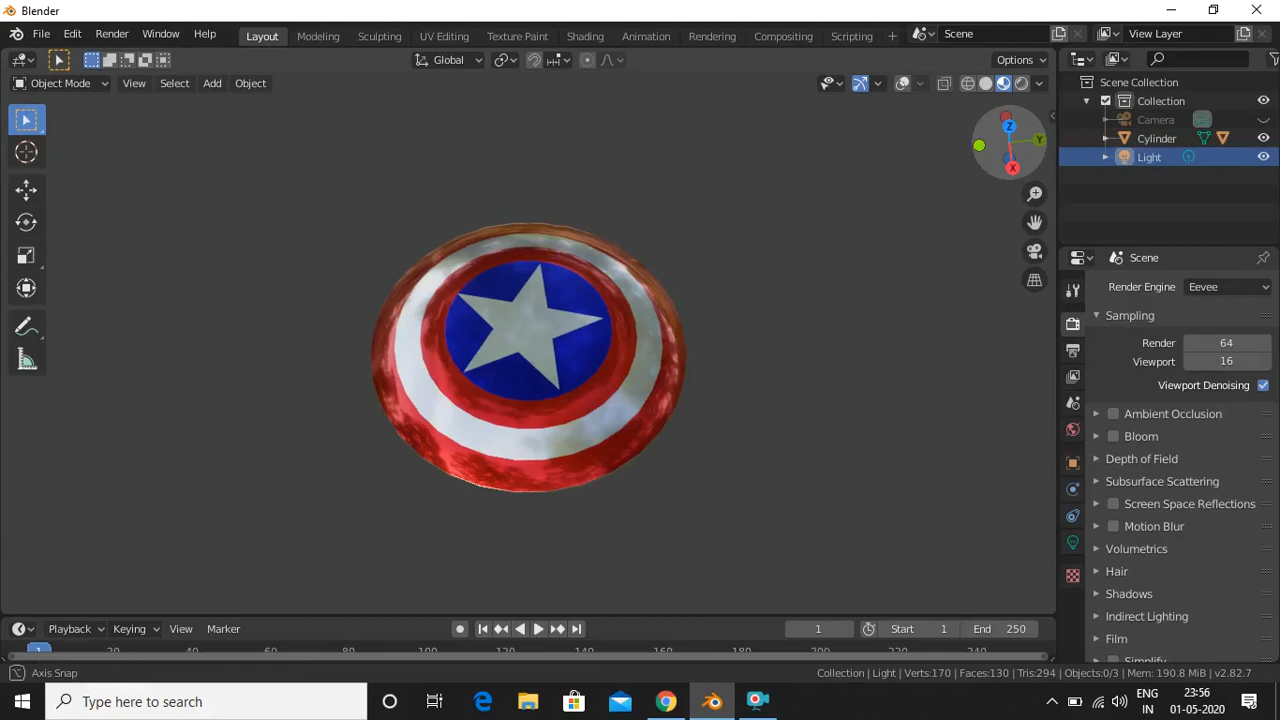 Blender
File Edit Render Window Help Layout Modeling Sculpting UV Editing Texture Paint Shading Animation Rendering Compositing Scripting + Scene View Layer
Global Options
Object Mode View Select Add Object
Scene Collection
Collection
Camera
Cylinder
Light
Z
Y
X
Scene
Render Engine Eevee
Sampling
Render 64
Viewport 16
Viewport Denoising
Ambient Occlusion
Bloom
Depth of Field
Subsurface Scattering
Screen Space Reflections
Motion Blur
Volumetrics
Hair
Shadows
Indirect Lighting
Film
Simplify
Playback Keying View Marker 1 Start 1 End 250
1 20 40 60 80 100 120 140 160 180 200 220 240
Axis Snap Collection | Light | Verts:170 | Faces:130 | Tris:294 | Objects:0/3 | Mem: 190.8 MiB | v2.82.7
Type here to search
ENG
IN
23:56
01-05-2020